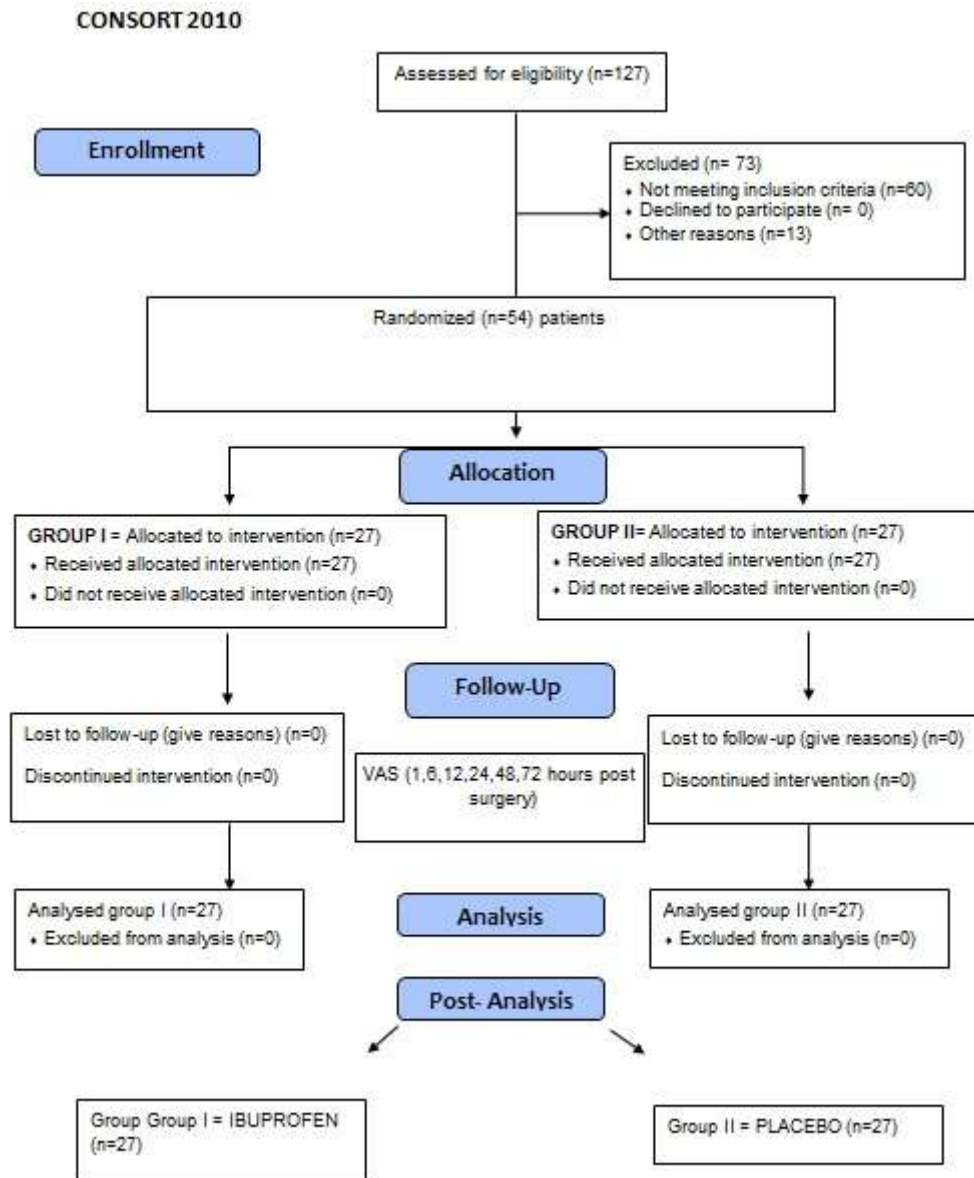 CONSORT 2010
Assessed for eligibility (n=127)
Enrollment
Excluded (n= 73)
⬧ Not meeting inclusion criteria (n=60)
⬧ Declined to participate (n= 0)
⬧ Other reasons (n=13)
Randomized (n=54) patients
Allocation
GROUP I = Allocated to intervention (n=27)
⬧ Received allocated intervention (n=27)
⬧ Did not receive allocated intervention (n=0)
GROUP II= Allocated to intervention (n=27)
⬧ Received allocated intervention (n=27)
⬧ Did not receive allocated intervention (n=0)
Follow-Up
Lost to follow-up (give reasons) (n=0)
Discontinued intervention (n=0)
VAS (1,6,12,24,48,72 hours post
surgery)
Lost to follow-up (give reasons) (n=0)
Discontinued intervention (n=0)
Analysed group I (n=27)
⬧ Excluded from analysis (n=0)
Analysis
Analysed group II (n=27)
⬧ Excluded from analysis (n=0)
Post- Analysis
Group Group I = IBUPROFEN
(n=27)
Group II = PLACEBO (n=27)